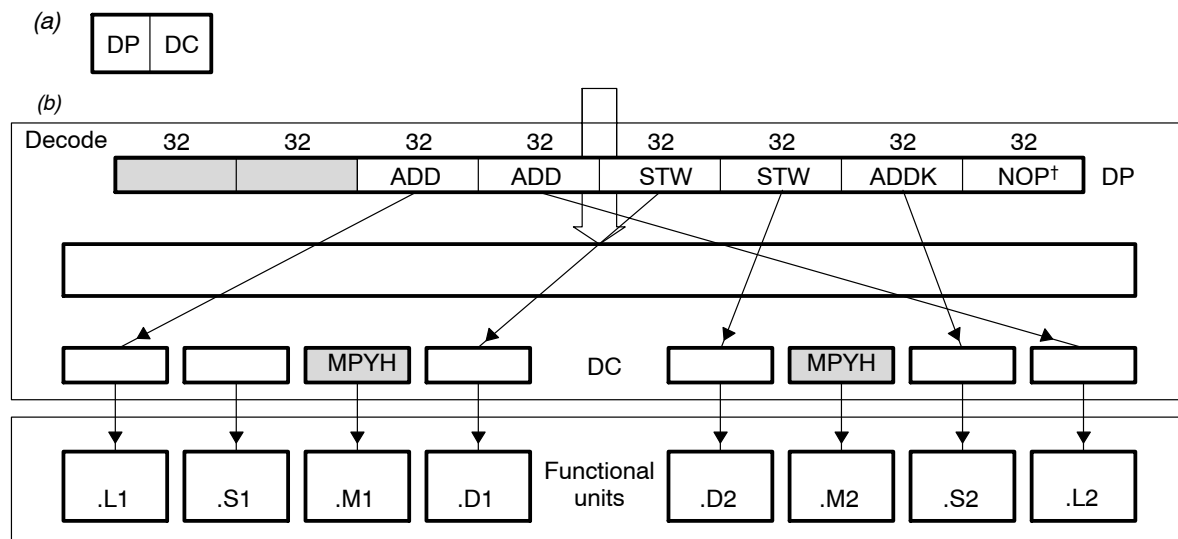 (a)
DP DC
(b)
Decode 32 32 32 32 32 32 32 32
ADD ADD STW STW ADDK NOP† DP
MPYH DC MPYH
.L1 .S1 .M1 .D1 Functional units .D2 .M2 .S2 .L2